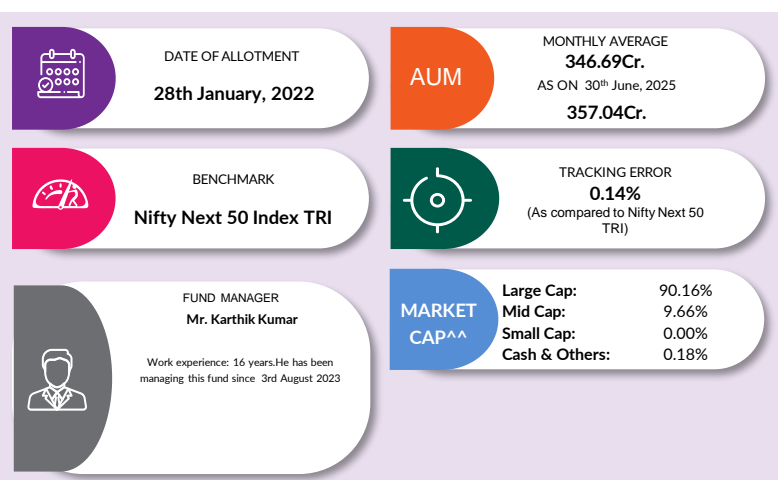 DATE OF ALLOTMENT
28th January, 2022
AUM
MONTHLY AVERAGE
346.69Cr.
AS ON 30th June, 2025
357.04Cr.
BENCHMARK
Nifty Next 50 Index TRI
TRACKING ERROR
0.14%
(As compared to Nifty Next 50
TRI)
FUND MANAGER
Mr. Karthik Kumar
Work experience: 16 years.He has been
managing this fund since 3rd August 2023
MARKET
CAP^^
Large Cap: 90.16%
Mid Cap: 9.66%
Small Cap: 0.00%
Cash & Others: 0.18%